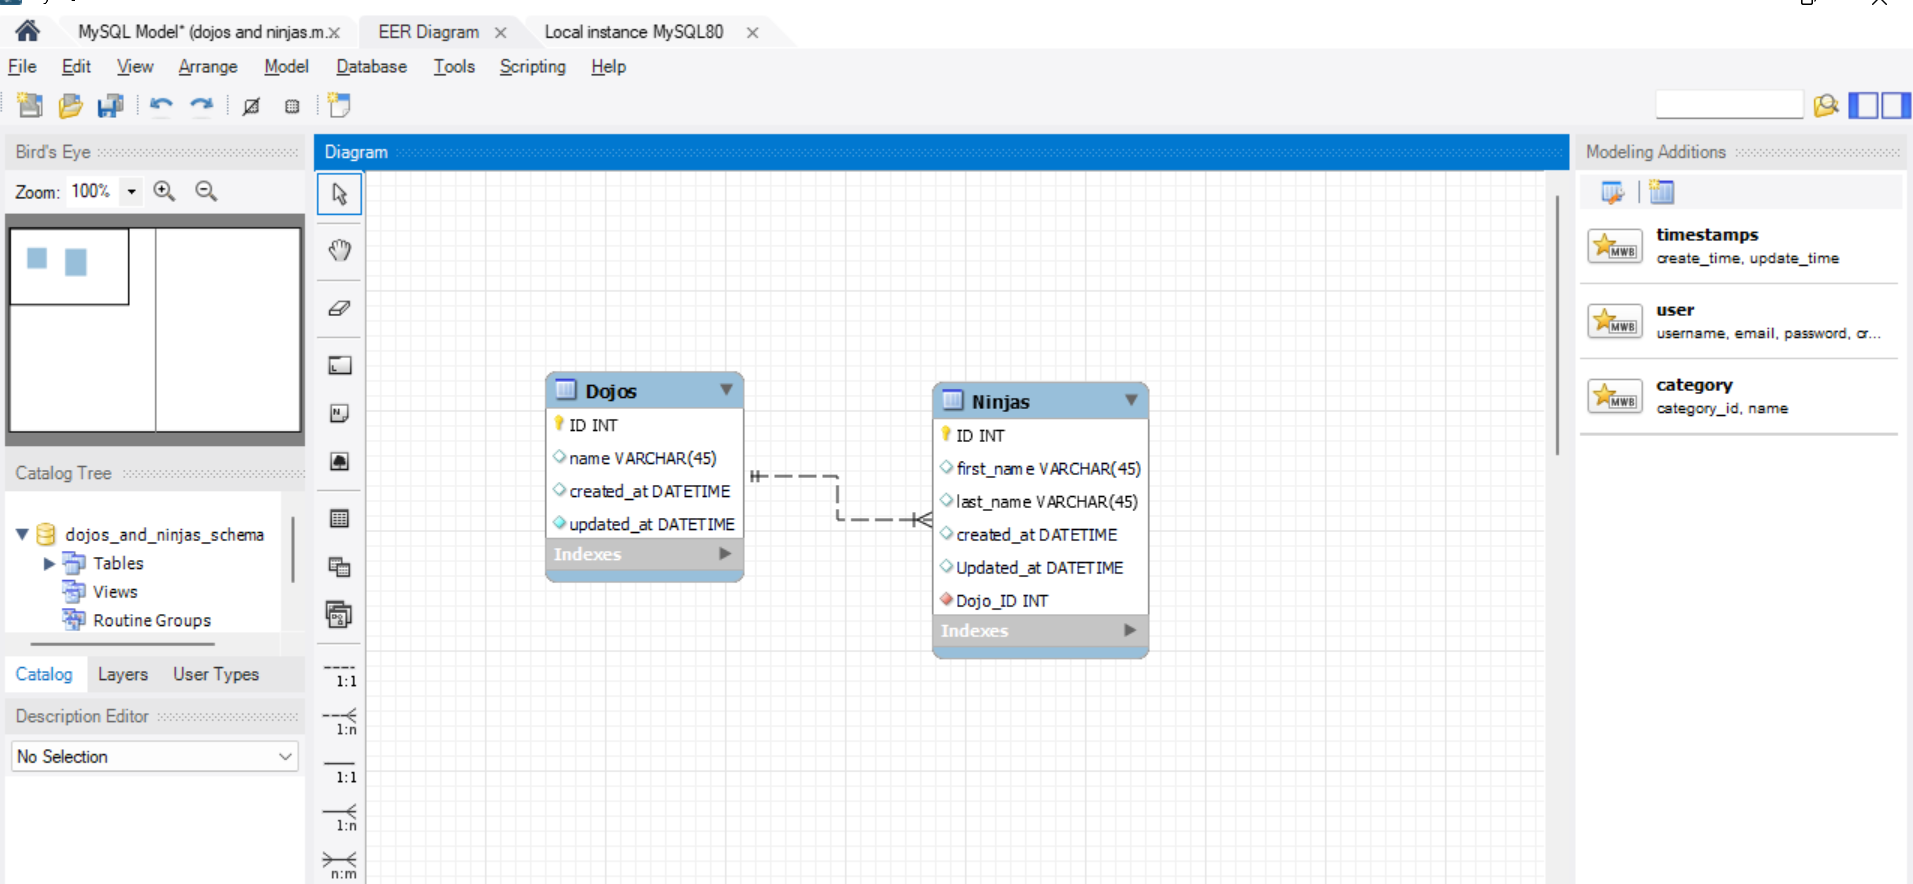 MySQL Model* (dojos and ninjas.m.
EER Diagram
Local instance MySQL80
File Edit View Arrange Model Database Tools Scripting Help
Bird's Eye
Diagram
Modeling Additions
Zoom: 100%
timestamps
create_time, update_time
user
username, email, password, cr...
category
category_id, name
Dojos
ID INT
name VARCHAR(45)
created_at DATETIME
updated_at DATETIME
Indexes
Ninjas
ID INT
first_name VARCHAR(45)
last_name VARCHAR(45)
created_at DATETIME
Updated_at DATETIME
Dojo_ID INT
Indexes
Catalog Tree
dojos_and_ninjas_schema
Tables
Views
Routine Groups
Catalog Layers User Types
Description Editor
No Selection
1:1
1:n
1:1
1:n
n:m
MWB
MWB
MWB